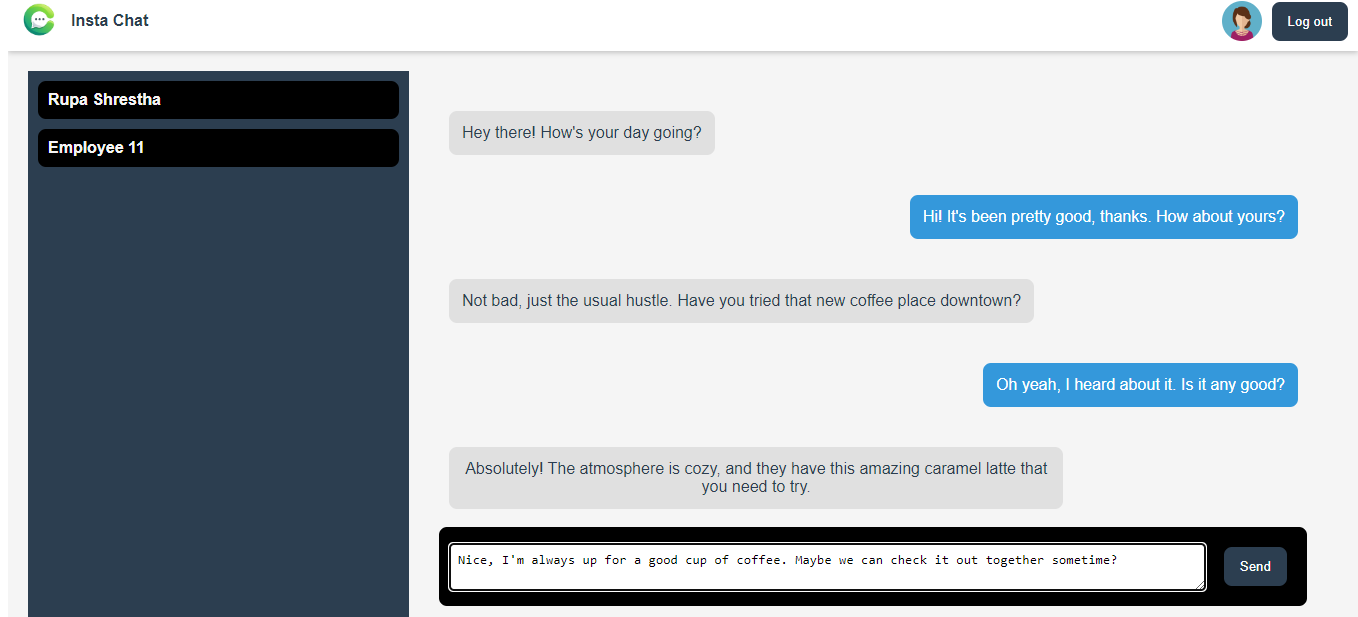 Insta Chat
Log out
Rupa Shrestha
Employee 11
Hey there! How's your day going?
Hi! It's been pretty good, thanks. How about yours?
Not bad, just the usual hustle. Have you tried that new coffee place downtown?
Oh yeah, I heard about it. Is it any good?
Absolutely! The atmosphere is cozy, and they have this amazing caramel latte that
you need to try.
Nice, I'm always up for a good cup of coffee. Maybe we can check it out together sometime?
Send